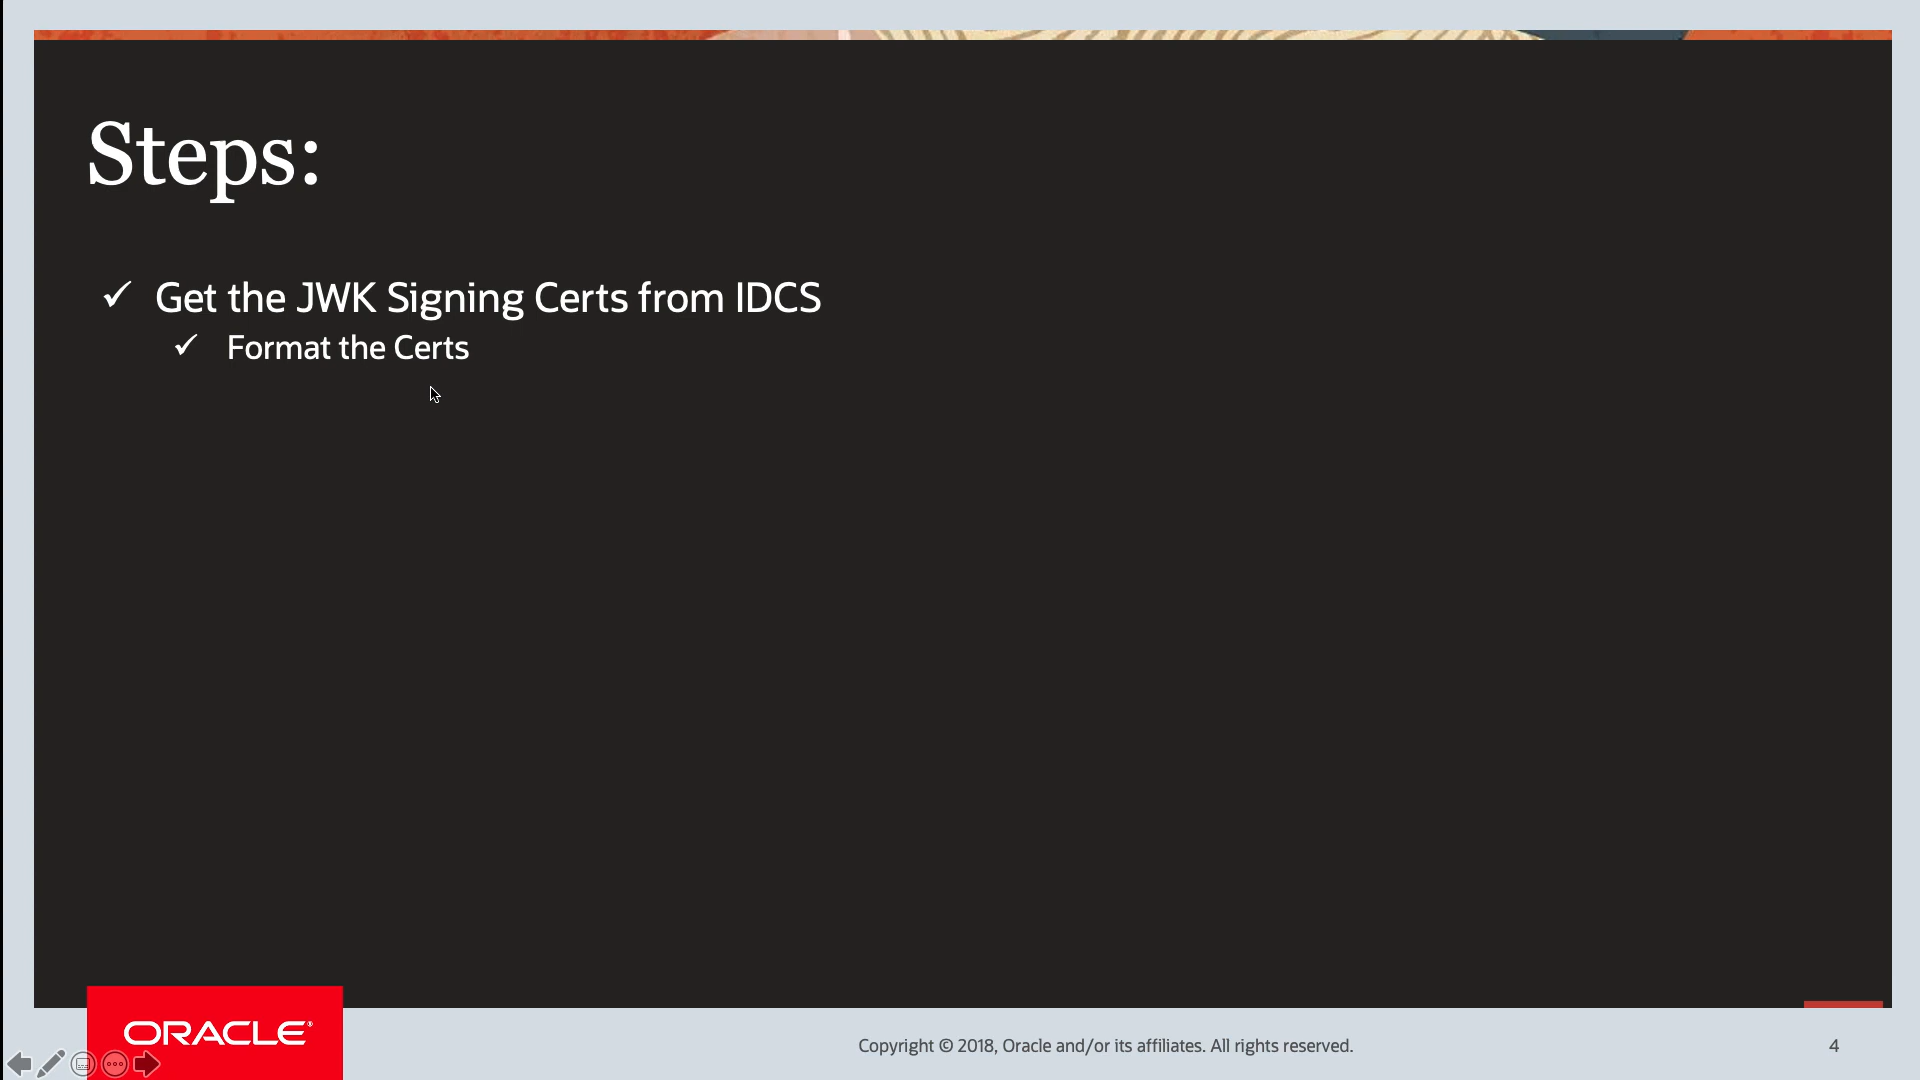 Steps:
✓ Get the JWK Signing Certs from IDCS
✓ Format the Certs
ORACLE®
Copyright © 2018, Oracle and/or its affiliates. All rights reserved.
4